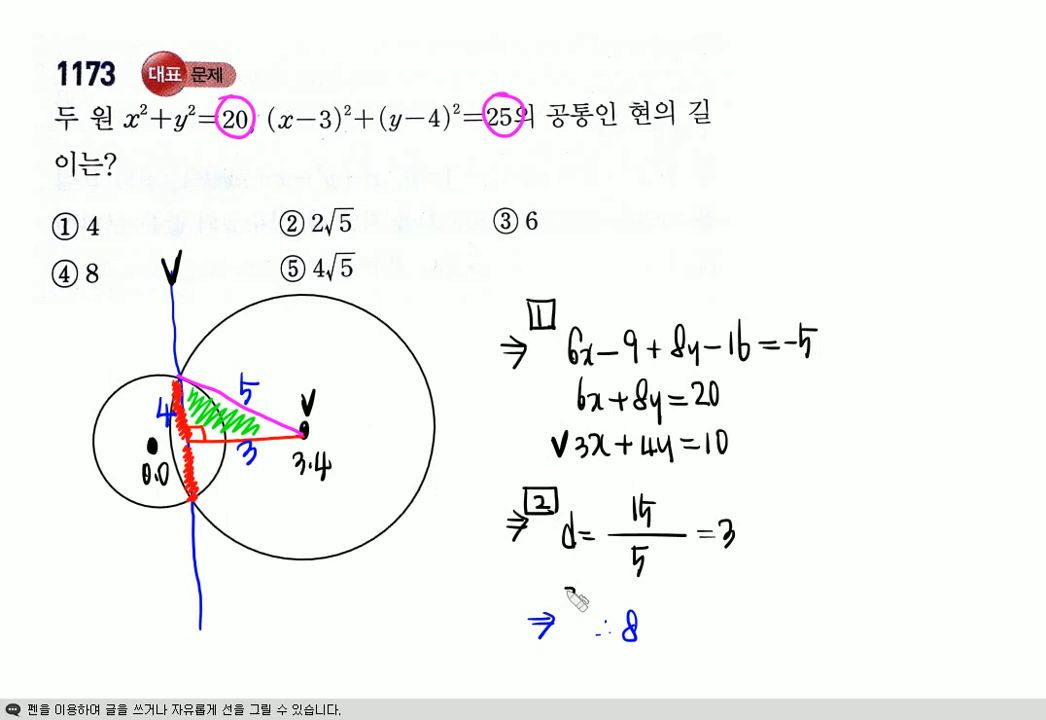 1173 대표 문제
두 원 x²+y²=20, (x-3)²+(y-4)²=25의 공통인 현의 길
이는?
① 4 ② 2√5 ③ 6
④ 8 ⑤ 4√5
V
5
4
V
3
0.0
3.4
⇒ 1 6x-9+8y-16=-5
6x+8y=20
V 3x+4y=10
⇒ 2 d= 15/5 =3
⇒ ∴ 8
펜을 이용하여 글을 쓰거나 자유롭게 선을 그릴 수 있습니다.